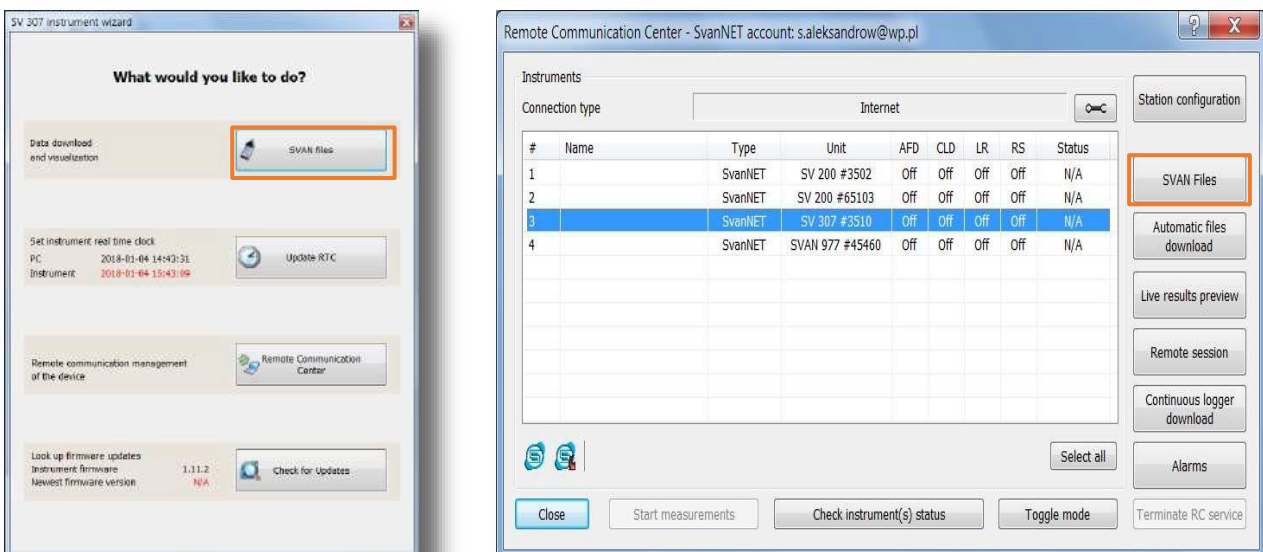 SV 307 instrument wizard
What would you like to do?
Data download
and visualization
SVAN files
Set instrument real time clock
PC 2018-01-04 14:43:31
Instrument 2018-01-04 15:43:09
Update RTC
Remote communication management
of the device
Remote Communication
Center
Look up firmware updates
Instrument firmware 1.11.2
Newest firmware version N/A
Check for Updates
Remote Communication Center - SvanNET account: s.aleksandrow@wp.pl
Instruments
Connection type Internet
# Name Type Unit AFD CLD LR RS Status
1 SvanNET SV 200 #3502 Off Off Off Off N/A
2 SvanNET SV 200 #65103 Off Off Off Off N/A
3 SvanNET SV 307 #3510 Off Off Off Off N/A
4 SvanNET SVAN 977 #45460 Off Off Off Off N/A
Select all
Close Start measurements Check instrument(s) status Toggle mode
Station configuration
SVAN Files
Automatic files
download
Live results preview
Remote session
Continuous logger
download
Alarms
Terminate RC service